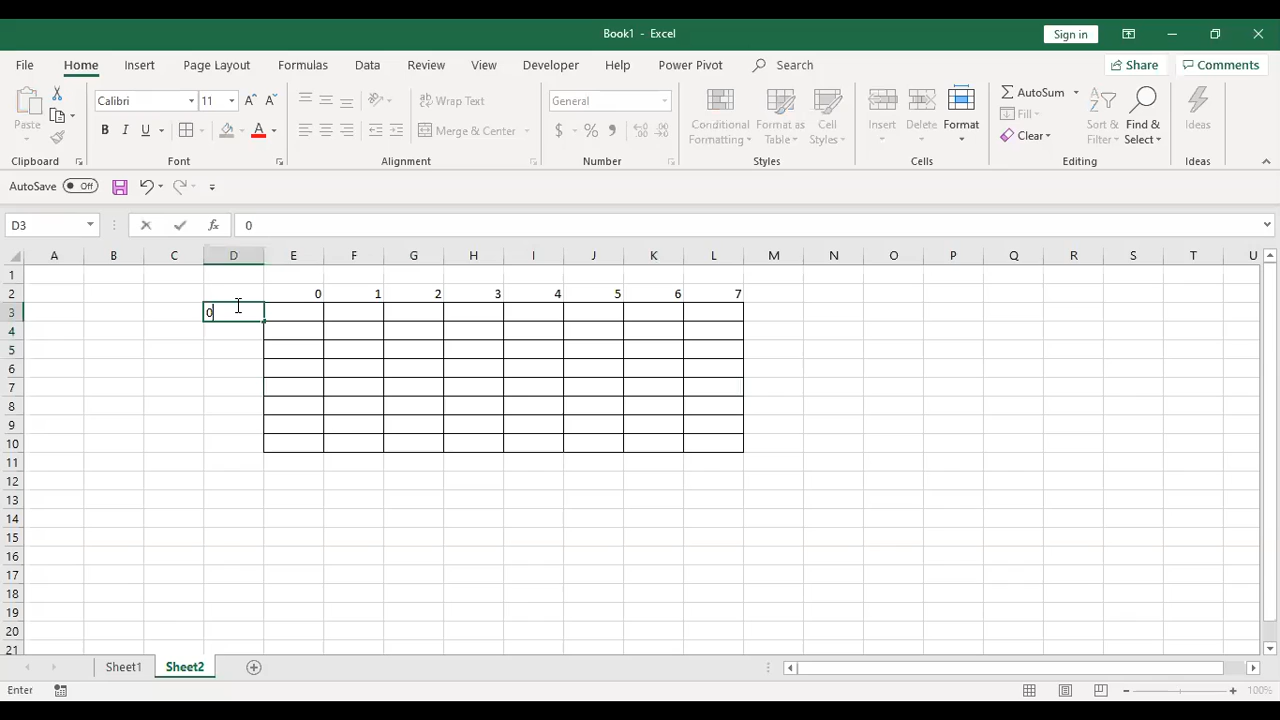 Book1 - Excel
Sign in
File Home Insert Page Layout Formulas Data Review View Developer Help Power Pivot Search Share Comments
Paste
Calibri 11 A A
Wrap Text
General
Conditional Formatting
Format as Table
Cell Styles
Insert
Delete
Format
AutoSum
Sort & Filter
Find & Select
Ideas
B I U A
Merge & Center
$ % 9
Fill
Clear
Clipboard Font Alignment Number Styles Cells Editing Ideas
AutoSave Off
D3 fx 0
A B C D E F G H I J K L M N O P Q R S T U
1
2 0 1 2 3 4 5 6 7
3 0
4
5
6
7
8
9
10
11
12
13
14
15
16
17
18
19
20
21
Sheet1 Sheet2
Enter 100%